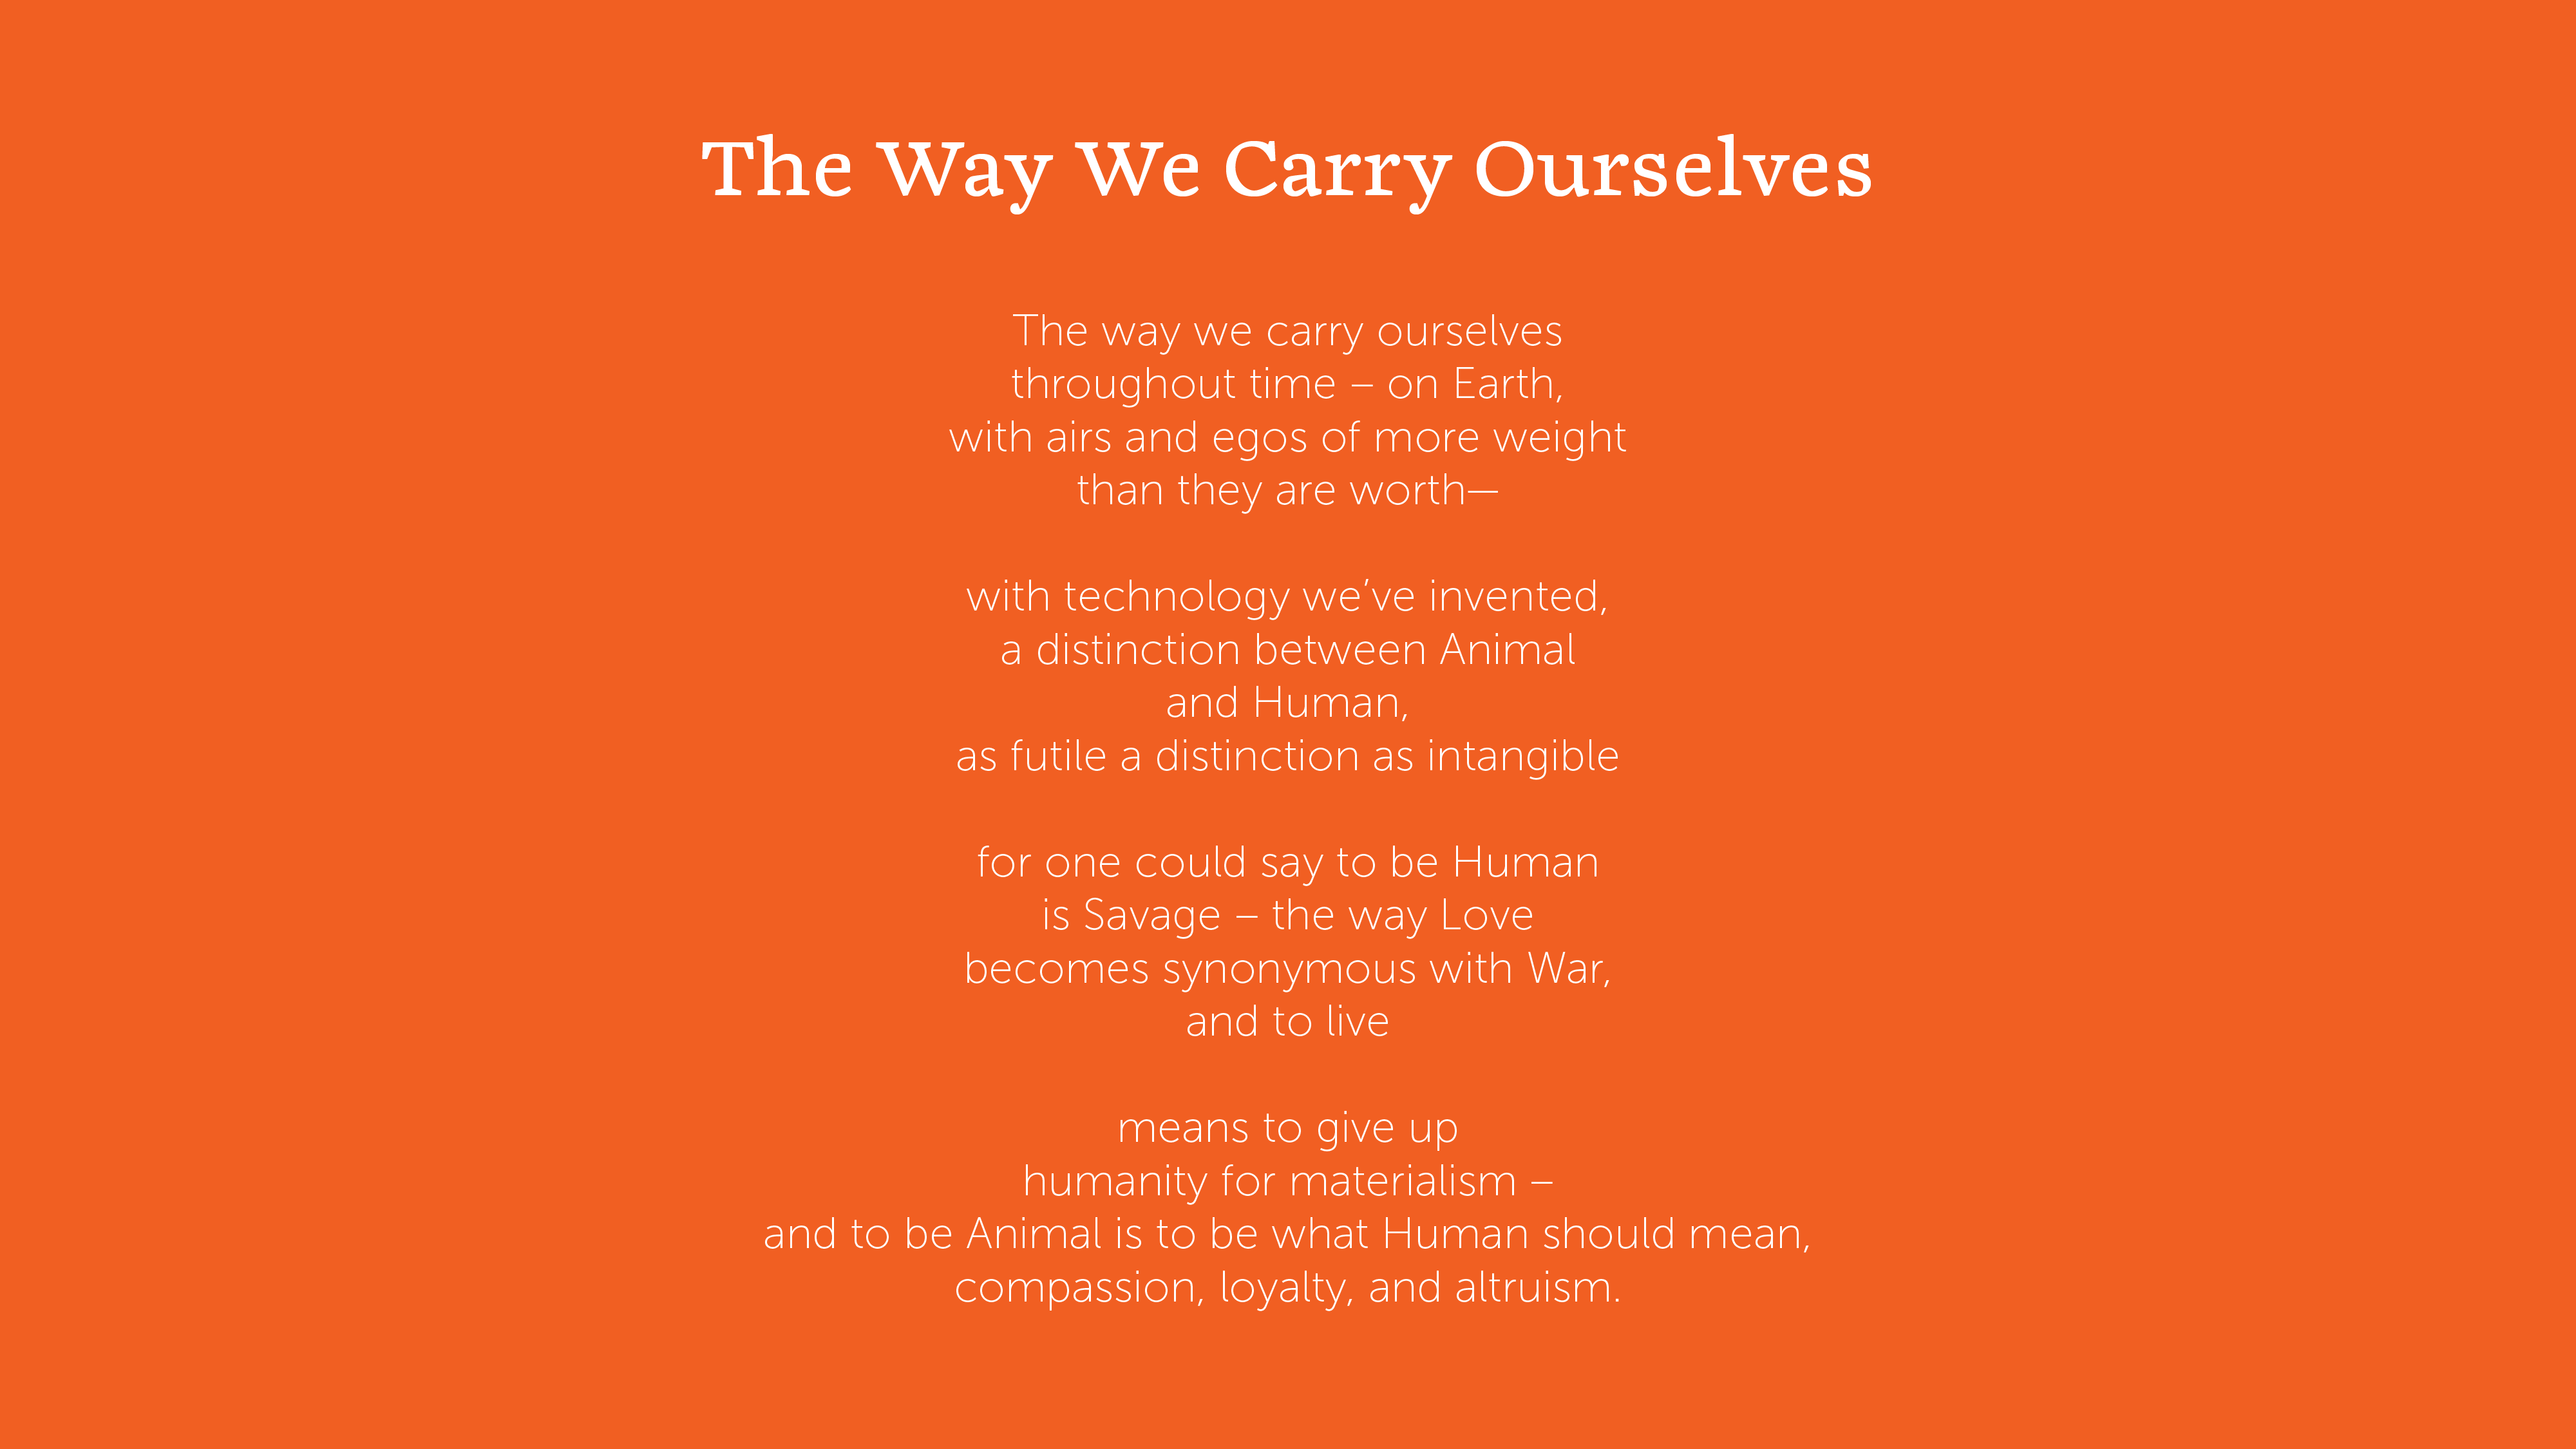 The Way We Carry Ourselves
The way we carry ourselves
throughout time – on Earth,
with airs and egos of more weight
than they are worth—
with technology we’ve invented,
a distinction between Animal
and Human,
as futile a distinction as intangible
for one could say to be Human
is Savage – the way Love
becomes synonymous with War,
and to live
means to give up
humanity for materialism –
and to be Animal is to be what Human should mean,
compassion, loyalty, and altruism.